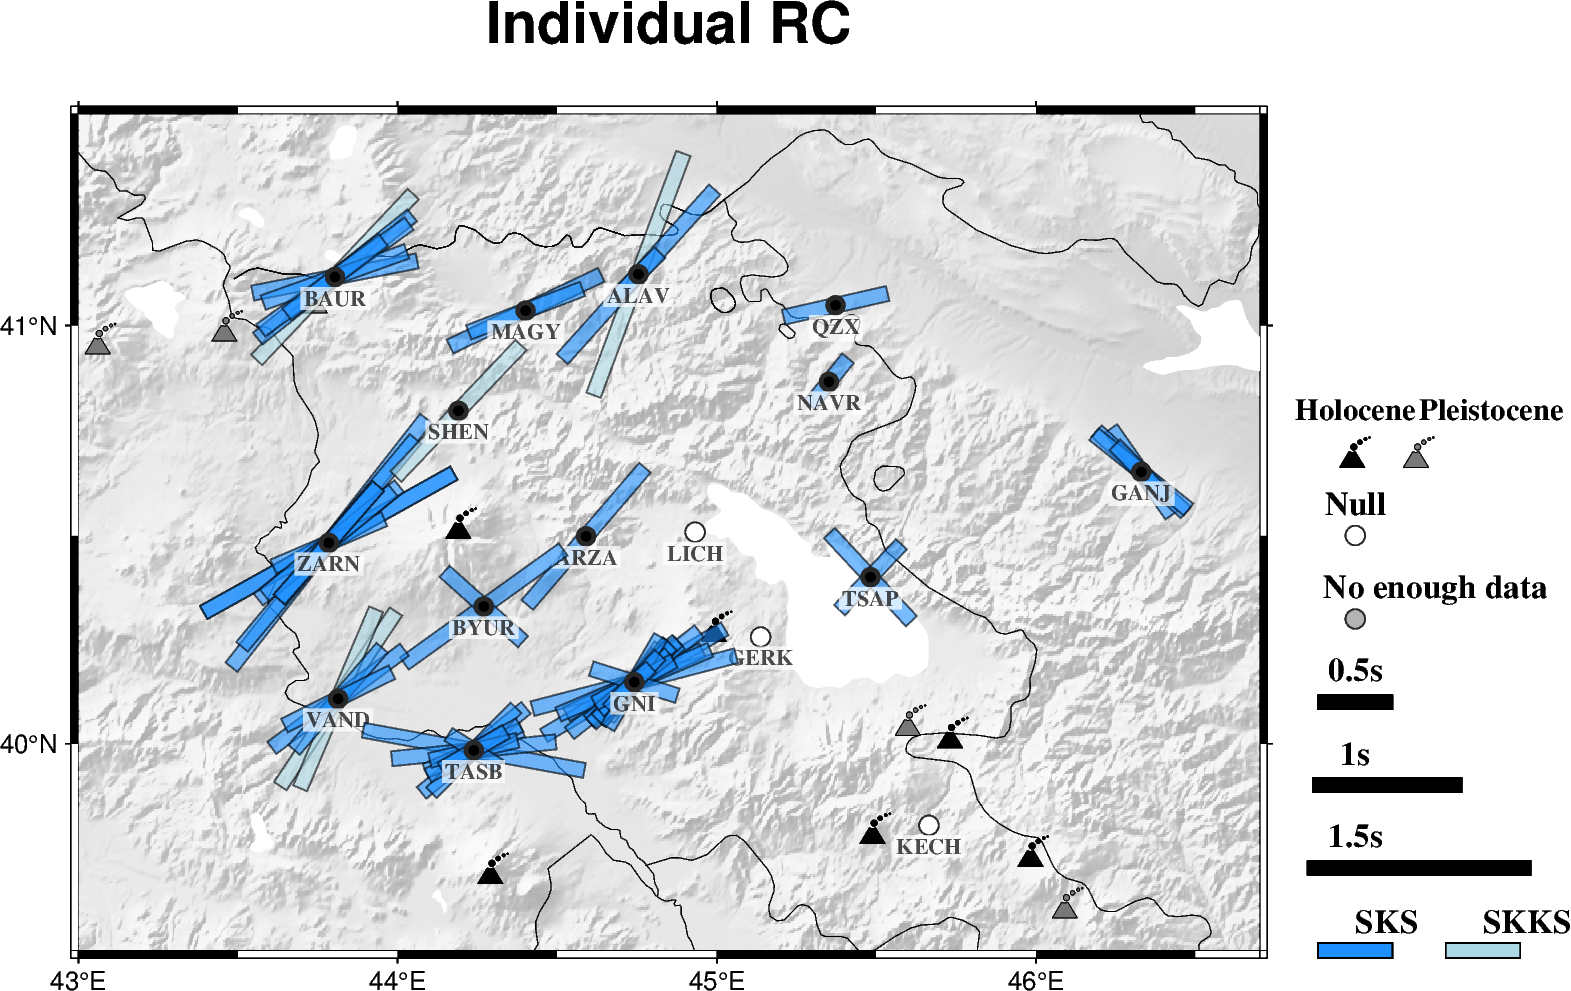 Individual RC
BAUR
MAGY
ALAV
QZX
41°N
NAVR
SHEN
Holocene Pleistocene
GANJ
Null
ZARN
ARZA
LICH
No enough data
TSAP
BYUR
GERK
0.5s
GNI
VAND
40°N
TASB
1s
KECH
1.5s
SKS SKKS
43°E 44°E 45°E 46°E